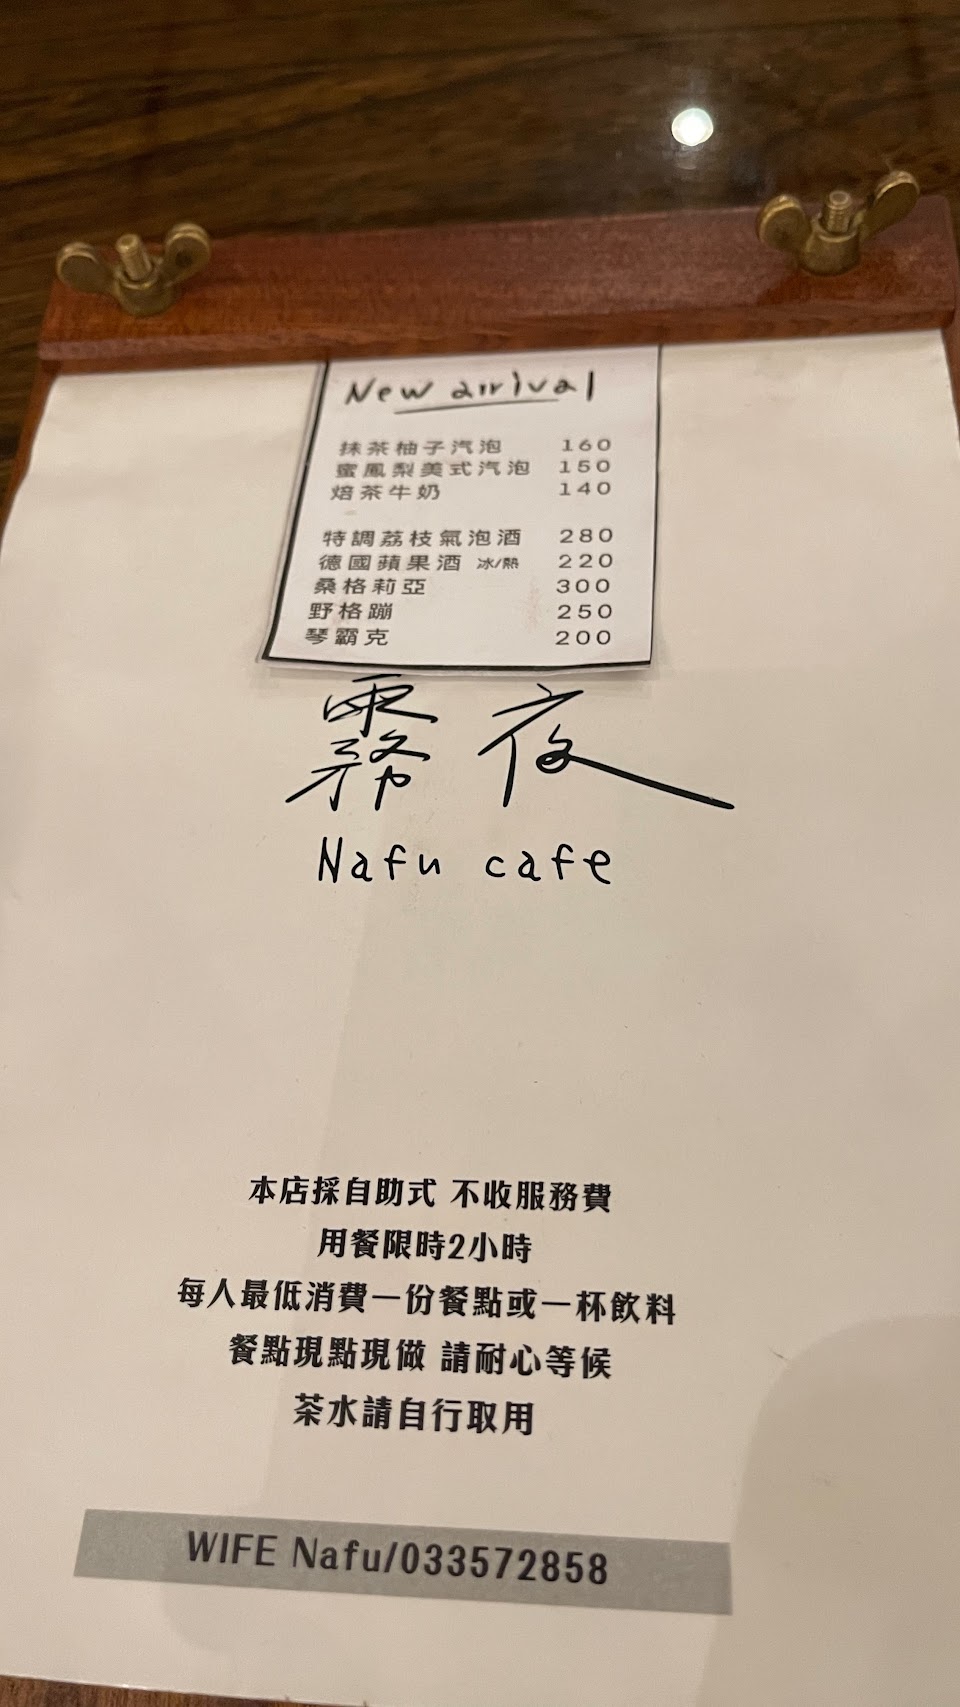 New arrival
抹茶柚子汽泡 160
蜜鳳梨美式汽泡 150
焙茶牛奶 140
特調荔枝氣泡酒 280
德國蘋果酒 冰/熱 220
桑格莉亞 300
野格蹦 250
琴霸克 200
霧夜
Nafu cafe
本店採自助式 不收服務費
用餐限時2小時
每人最低消費一份餐點或一杯飲料
餐點現點現做 請耐心等候
茶水請自行取用
WIFE Nafu/033572858